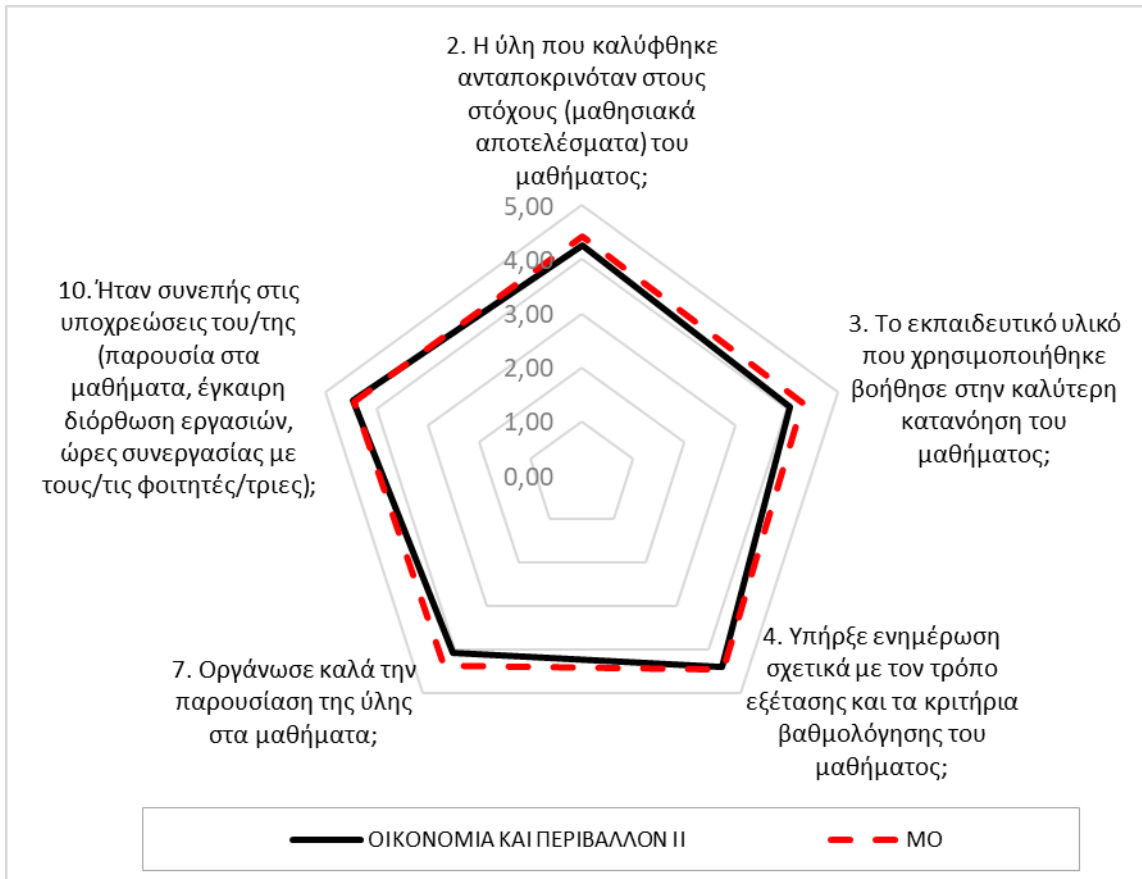 2. Η ύλη που καλύφθηκε
ανταποκρινόταν στους
στόχους (μαθησιακά
αποτελέσματα) του
μαθήματος;
5,00
4,00
3,00
2,00
1,00
0,00
10. Ήταν συνεπής στις
υποχρεώσεις του/της
(παρουσία στα
μαθήματα, έγκαιρη
διόρθωση εργασιών,
ώρες συνεργασίας με
τους/τις φοιτητές/τριες);
3. Το εκπαιδευτικό υλικό
που χρησιμοποιήθηκε
βοήθησε στην καλύτερη
κατανόηση του
μαθήματος;
7. Οργάνωσε καλά την
παρουσίαση της ύλης
στα μαθήματα;
4. Υπήρξε ενημέρωση
σχετικά με τον τρόπο
εξέτασης και τα κριτήρια
βαθμολόγησης του
μαθήματος;
ΟΙΚΟΝΟΜΙΑ ΚΑΙ ΠΕΡΙΒΑΛΛΟΝ ΙΙ
ΜΟ